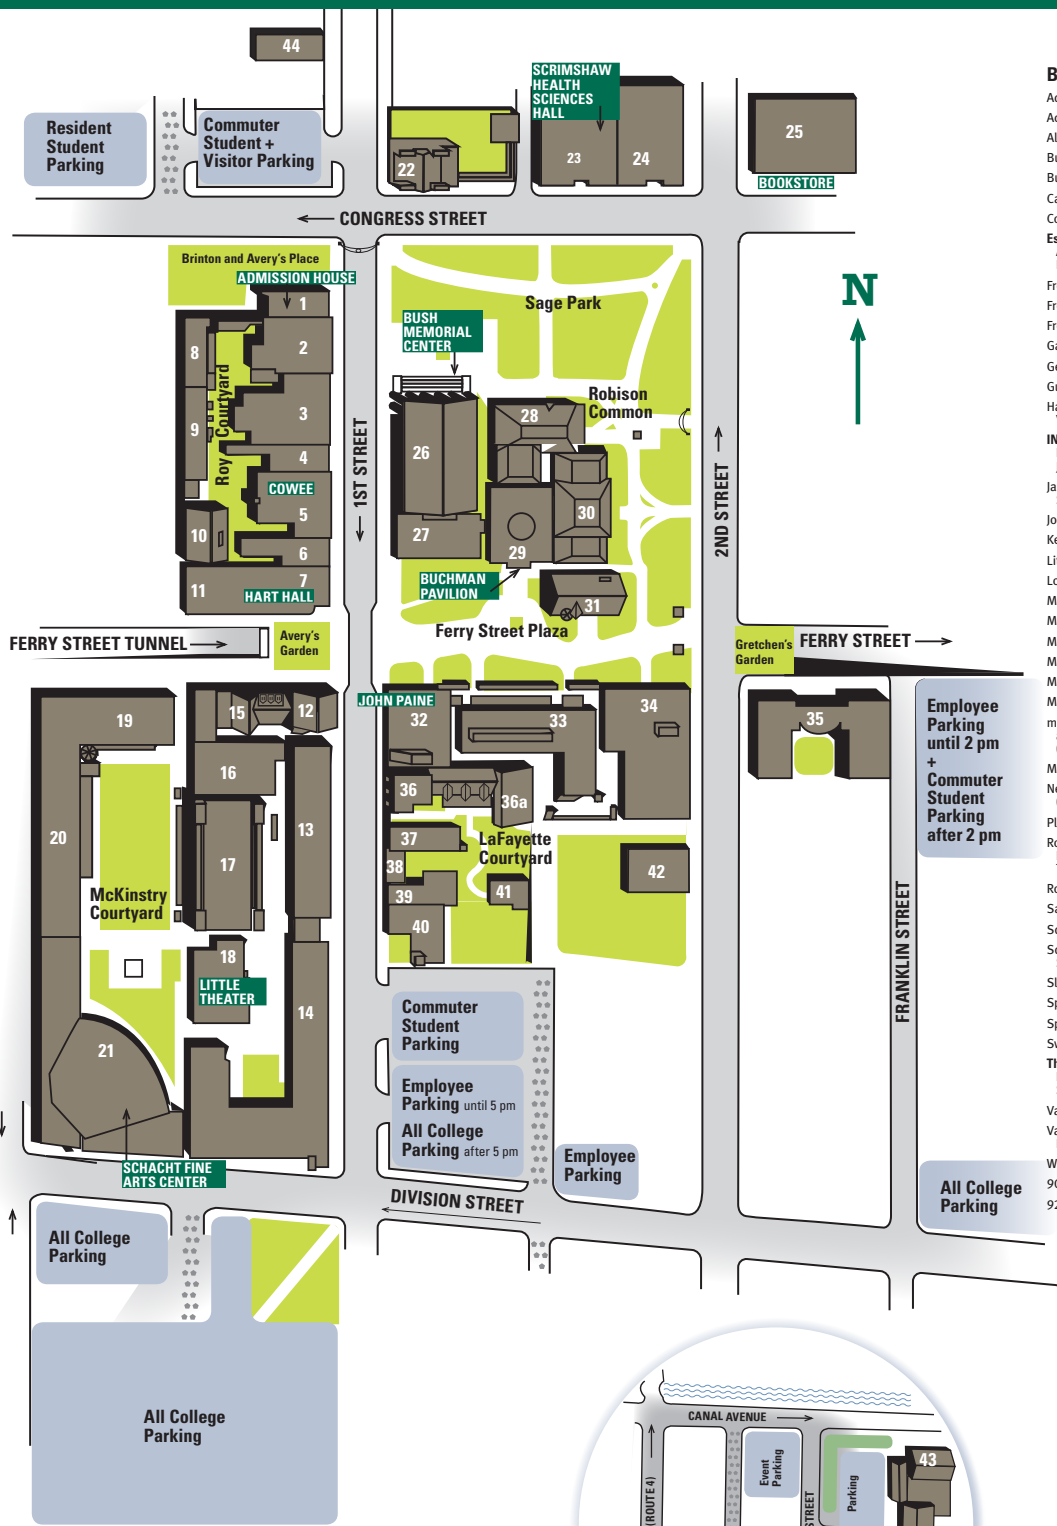 44
SCRIMSHAW
HEALTH
SCIENCES
HALL
Resident
Student
Parking
Commuter
Student +
Visitor Parking
22
23
24
25
BOOKSTORE
CONGRESS STREET
Brinton and Avery's Place
ADMISSION HOUSE
1
2
3
4
COWEE
5
6
7
HART HALL
8
9
10
11
Roy Courtyard
1ST STREET
Sage Park
BUSH
MEMORIAL
CENTER
Robison
Common
N
26
27
28
29
30
31
BUCHMAN
PAVILION
2ND STREET
Ferry Street Plaza
FERRY STREET TUNNEL
Avery's
Garden
Gretchen's
Garden
FERRY STREET
JOHN PAINE
19
15
12
16
20
17
13
McKinstry
Courtyard
18
LITTLE
THEATER
14
21
SCHACHT FINE
ARTS CENTER
32
33
34
35
36
36a
37
38
39
40
41
42
LaFayette
Courtyard
Employee
Parking
until 2 pm
+
Commuter
Student
Parking
after 2 pm
FRANKLIN STREET
Commuter
Student
Parking
Employee
Parking until 5 pm
All College
Parking after 5 pm
Employee
Parking
DIVISION STREET
All College
Parking
All College
Parking
All College
Parking
CANAL AVENUE
(ROUTE 4)
Event
Parking
STREET
Parking
43